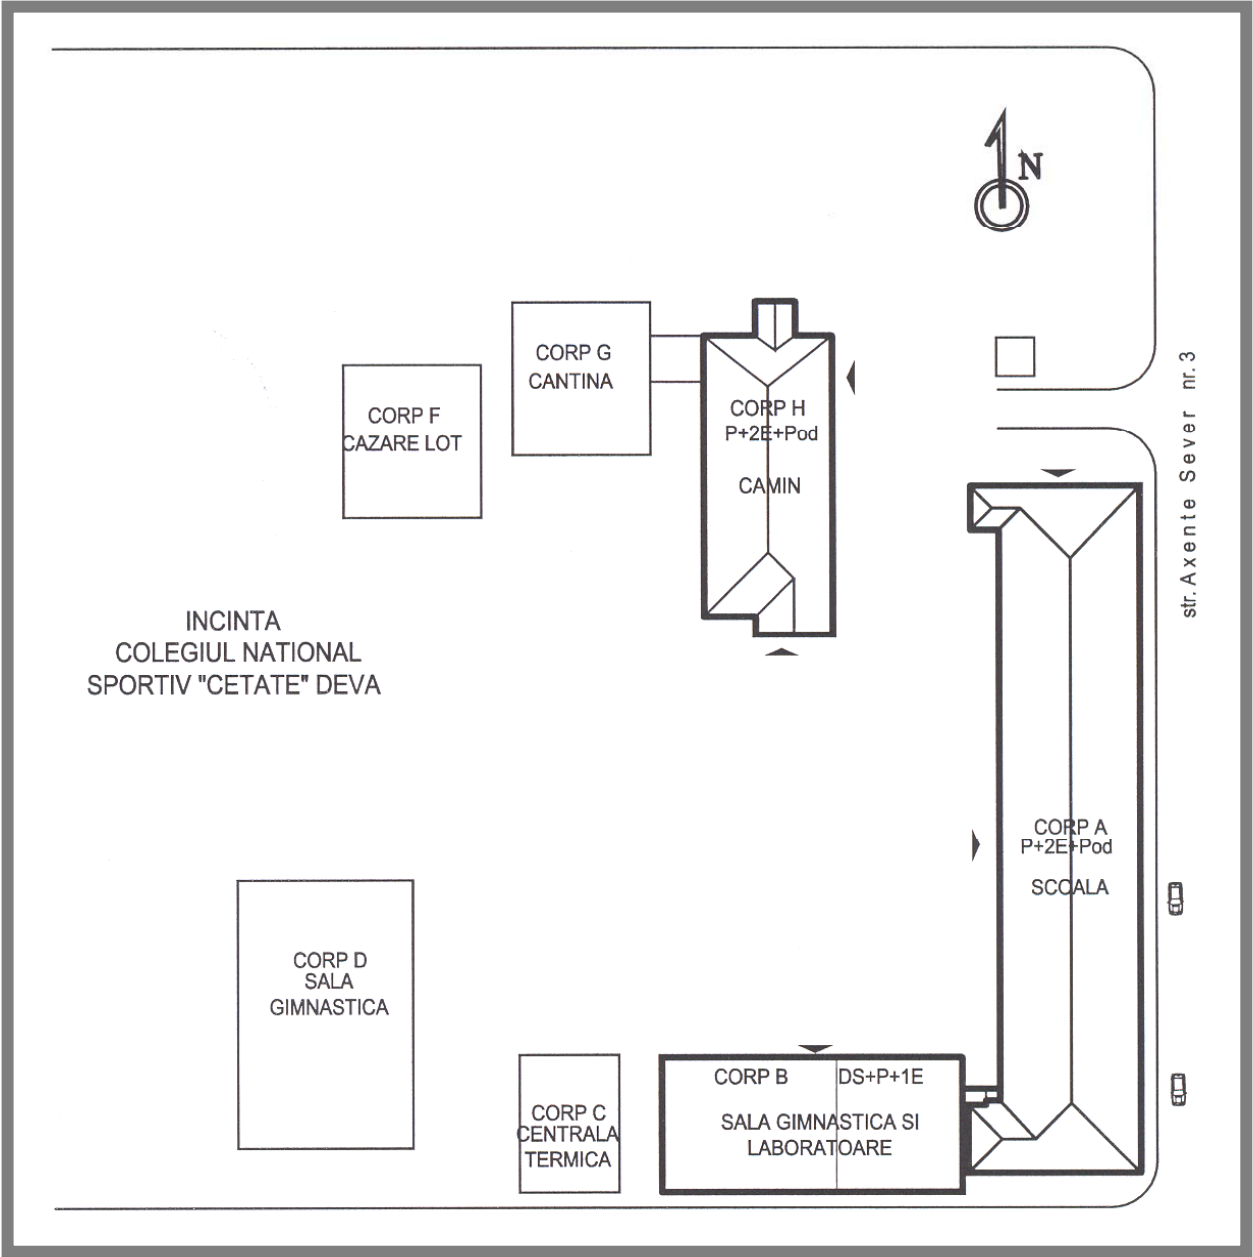 N
CORP G
CANTINA
CORP F
CAZARE LOT
CORP H
P+2E+Pod
CAMIN
str. Axente Sever nr. 3
INCINTA
COLEGIUL NATIONAL
SPORTIV "CETATE" DEVA
CORP A
P+2E+Pod
SCOALA
CORP D
SALA
GIMNASTICA
CORP B DS+P+1E
SALA GIMNASTICA SI
LABORATOARE
CORP C
CENTRALA
TERMICA